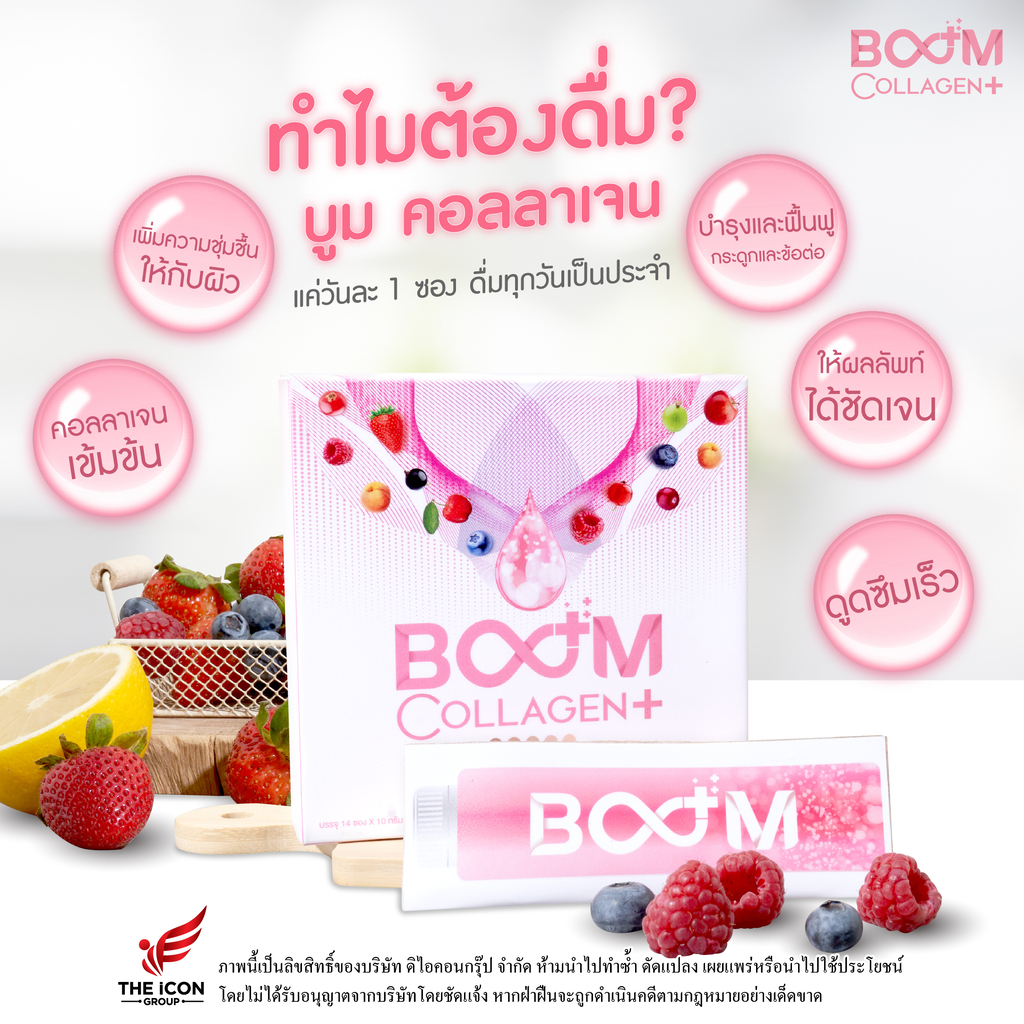 BOOM
COLLAGEN+
ทำไมต้องดื่ม?
บูม คอลลาเจน
แค่วันละ 1 ซอง ดื่มทุกวันเป็นประจำ
เพิ่มความชุ่มชื้น
ให้กับผิว
บำรุงและฟื้นฟู
กระดูกและข้อต่อ
คอลลาเจน
เข้มข้น
ให้ผลลัพท์
ได้ชัดเจน
ดูดซึมเร็ว
BOOM
COLLAGEN+
บรรจุ 14 ซอง X 10 กรัม
BOOM
THE iCON
GROUP
ภาพนี้เป็นลิขสิทธิ์ของบริษัท ดิไอคอนกรุ๊ป จำกัด ห้ามนำไปทำซ้ำ ดัดแปลง เผยแพร่หรือนำไปใช้ประโยชน์
โดยไม่ได้รับอนุญาตจากบริษัทโดยชัดแจ้ง หากฝ่าฝืนจะถูกดำเนินคดีตามกฎหมายอย่างเด็ดขาด